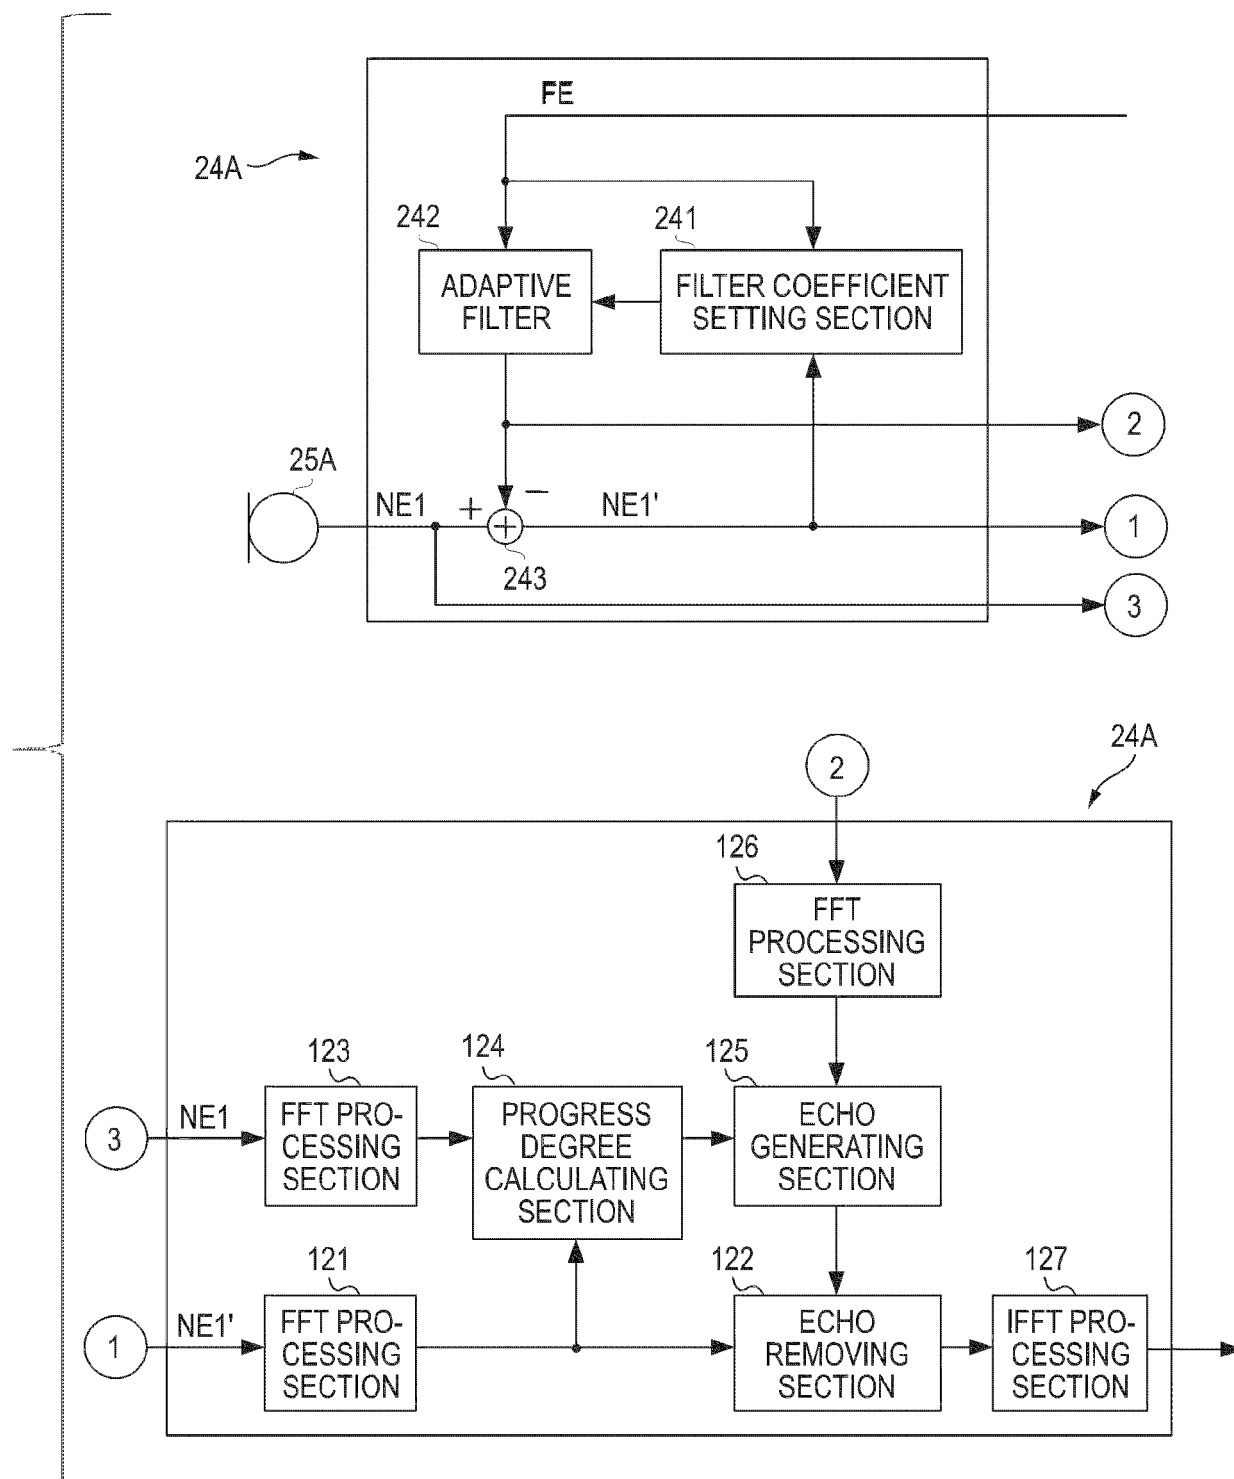 FE
24A
242
241
ADAPTIVE
FILTER
FILTER COEFFICIENT
SETTING SECTION
2
25A
NE1
+
−
NE1'
+
1
243
3
24A
2
126
FFT
PROCESSING
SECTION
123
124
125
3
NE1
FFT PRO-
CESSING
SECTION
PROGRESS
DEGREE
CALCULATING
SECTION
ECHO
GENERATING
SECTION
121
122
127
1
NE1'
FFT PRO-
CESSING
SECTION
ECHO
REMOVING
SECTION
IFFT PRO-
CESSING
SECTION